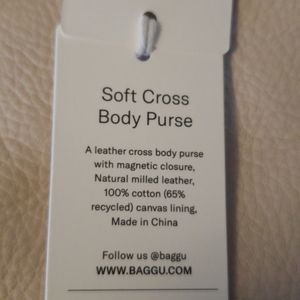 Soft Cross
Body Purse
A leather cross body purse
with magnetic closure,
Natural milled leather,
100% cotton (65%
recycled) canvas lining,
Made in China
Follow us @baggu
WWW.BAGGU.COM